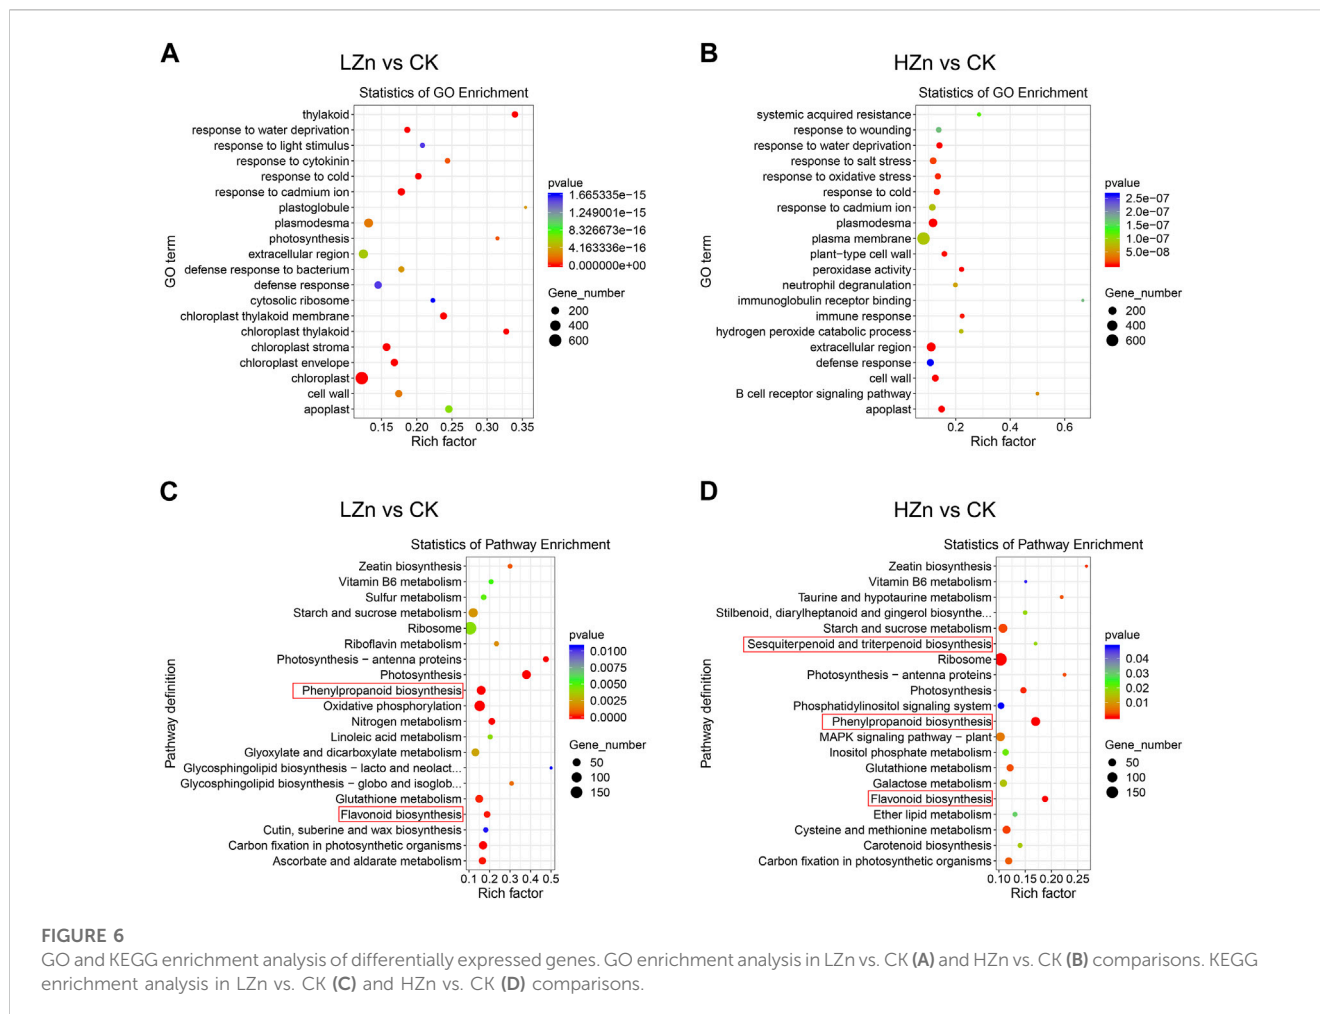 A
LZn vs CK
Statistics of GO Enrichment
GO term
thylakoid
response to water deprivation
response to light stimulus
response to cytokinin
response to cold
response to cadmium ion
plastoglobule
plasmodesma
photosynthesis
extracellular region
defense response to bacterium
defense response
cytosolic ribosome
chloroplast thylakoid membrane
chloroplast thylakoid
chloroplast stroma
chloroplast envelope
chloroplast
cell wall
apoplast
0.15 0.20 0.25 0.30 0.35
Rich factor
pvalue
1.665335e−15
1.249001e−15
8.326673e−16
4.163336e−16
0.000000e+00
Gene_number
200
400
600
B
HZn vs CK
Statistics of GO Enrichment
GO term
systemic acquired resistance
response to wounding
response to water deprivation
response to salt stress
response to oxidative stress
response to cold
response to cadmium ion
plasmodesma
plasma membrane
plant−type cell wall
peroxidase activity
neutrophil degranulation
immunoglobulin receptor binding
immune response
hydrogen peroxide catabolic process
extracellular region
defense response
cell wall
B cell receptor signaling pathway
apoplast
0.2 0.4 0.6
Rich factor
pvalue
2.5e−07
2.0e−07
1.5e−07
1.0e−07
5.0e−08
Gene_number
200
400
600
C
LZn vs CK
Statistics of Pathway Enrichment
Pathway definition
Zeatin biosynthesis
Vitamin B6 metabolism
Sulfur metabolism
Starch and sucrose metabolism
Ribosome
Riboflavin metabolism
Photosynthesis − antenna proteins
Photosynthesis
Phenylpropanoid biosynthesis
Oxidative phosphorylation
Nitrogen metabolism
Linoleic acid metabolism
Glyoxylate and dicarboxylate metabolism
Glycosphingolipid biosynthesis − lacto and neolact...
Glycosphingolipid biosynthesis − globo and isoglob...
Glutathione metabolism
Flavonoid biosynthesis
Cutin, suberine and wax biosynthesis
Carbon fixation in photosynthetic organisms
Ascorbate and aldarate metabolism
0.1 0.2 0.3 0.4 0.5
Rich factor
pvalue
0.0100
0.0075
0.0050
0.0025
0.0000
Gene_number
50
100
150
D
HZn vs CK
Statistics of Pathway Enrichment
Pathway definition
Zeatin biosynthesis
Vitamin B6 metabolism
Taurine and hypotaurine metabolism
Stilbenoid, diarylheptanoid and gingerol biosynthe...
Starch and sucrose metabolism
Sesquiterpenoid and triterpenoid biosynthesis
Ribosome
Photosynthesis − antenna proteins
Photosynthesis
Phosphatidylinositol signaling system
Phenylpropanoid biosynthesis
MAPK signaling pathway − plant
Inositol phosphate metabolism
Glutathione metabolism
Galactose metabolism
Flavonoid biosynthesis
Ether lipid metabolism
Cysteine and methionine metabolism
Carotenoid biosynthesis
Carbon fixation in photosynthetic organisms
0.10 0.15 0.20 0.25
Rich factor
pvalue
0.04
0.03
0.02
0.01
Gene_number
50
100
150
FIGURE 6
GO and KEGG enrichment analysis of differentially expressed genes. GO enrichment analysis in LZn vs. CK (A) and HZn vs. CK (B) comparisons. KEGG
enrichment analysis in LZn vs. CK (C) and HZn vs. CK (D) comparisons.